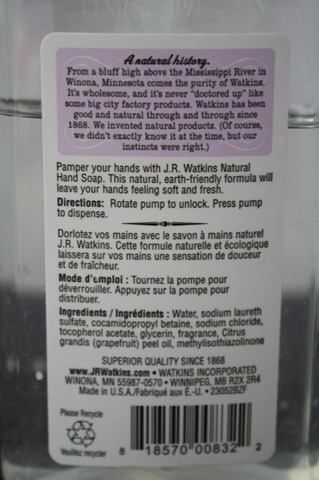 A natural history.
From a bluff high above the Mississippi River in
Winona, Minnesota comes the purity of Watkins.
It's wholesome, and it's never "doctored up" like
some big city factory products. Watkins has been
good and natural through and through since
1868. We invented natural products. (Of course,
we didn't exactly know it at the time, but our
instincts were right.)
Pamper your hands with J.R. Watkins Natural
Hand Soap. This natural, earth-friendly formula will
leave your hands feeling soft and fresh.
Directions: Rotate pump to unlock. Press pump
to dispense.
Dorlotez vos mains avec le savon à mains naturel
J.R. Watkins. Cette formule naturelle et écologique
laissera sur vos mains une sensation de douceur
et de fraîcheur.
Mode d'emploi : Tournez la pompe pour
déverrouiller. Appuyez sur la pompe pour
distribuer.
Ingredients / Ingrédients : Water, sodium laureth
sulfate, cocamidopropyl betaine, sodium chloride,
tocopherol acetate, glycerin, fragrance, Citrus
grandis (grapefruit) peel oil, methylisothiazolinone
SUPERIOR QUALITY SINCE 1868
www.JRWatkins.com • WATKINS INCORPORATED
WINONA, MN 55987-0570 • WINNIPEG, MB R2X 2R4
Made in U.S.A./Fabriqué aux É.-U. • 23052BZF
Please Recycle
Veuillez recycler
8 18570 00832 2